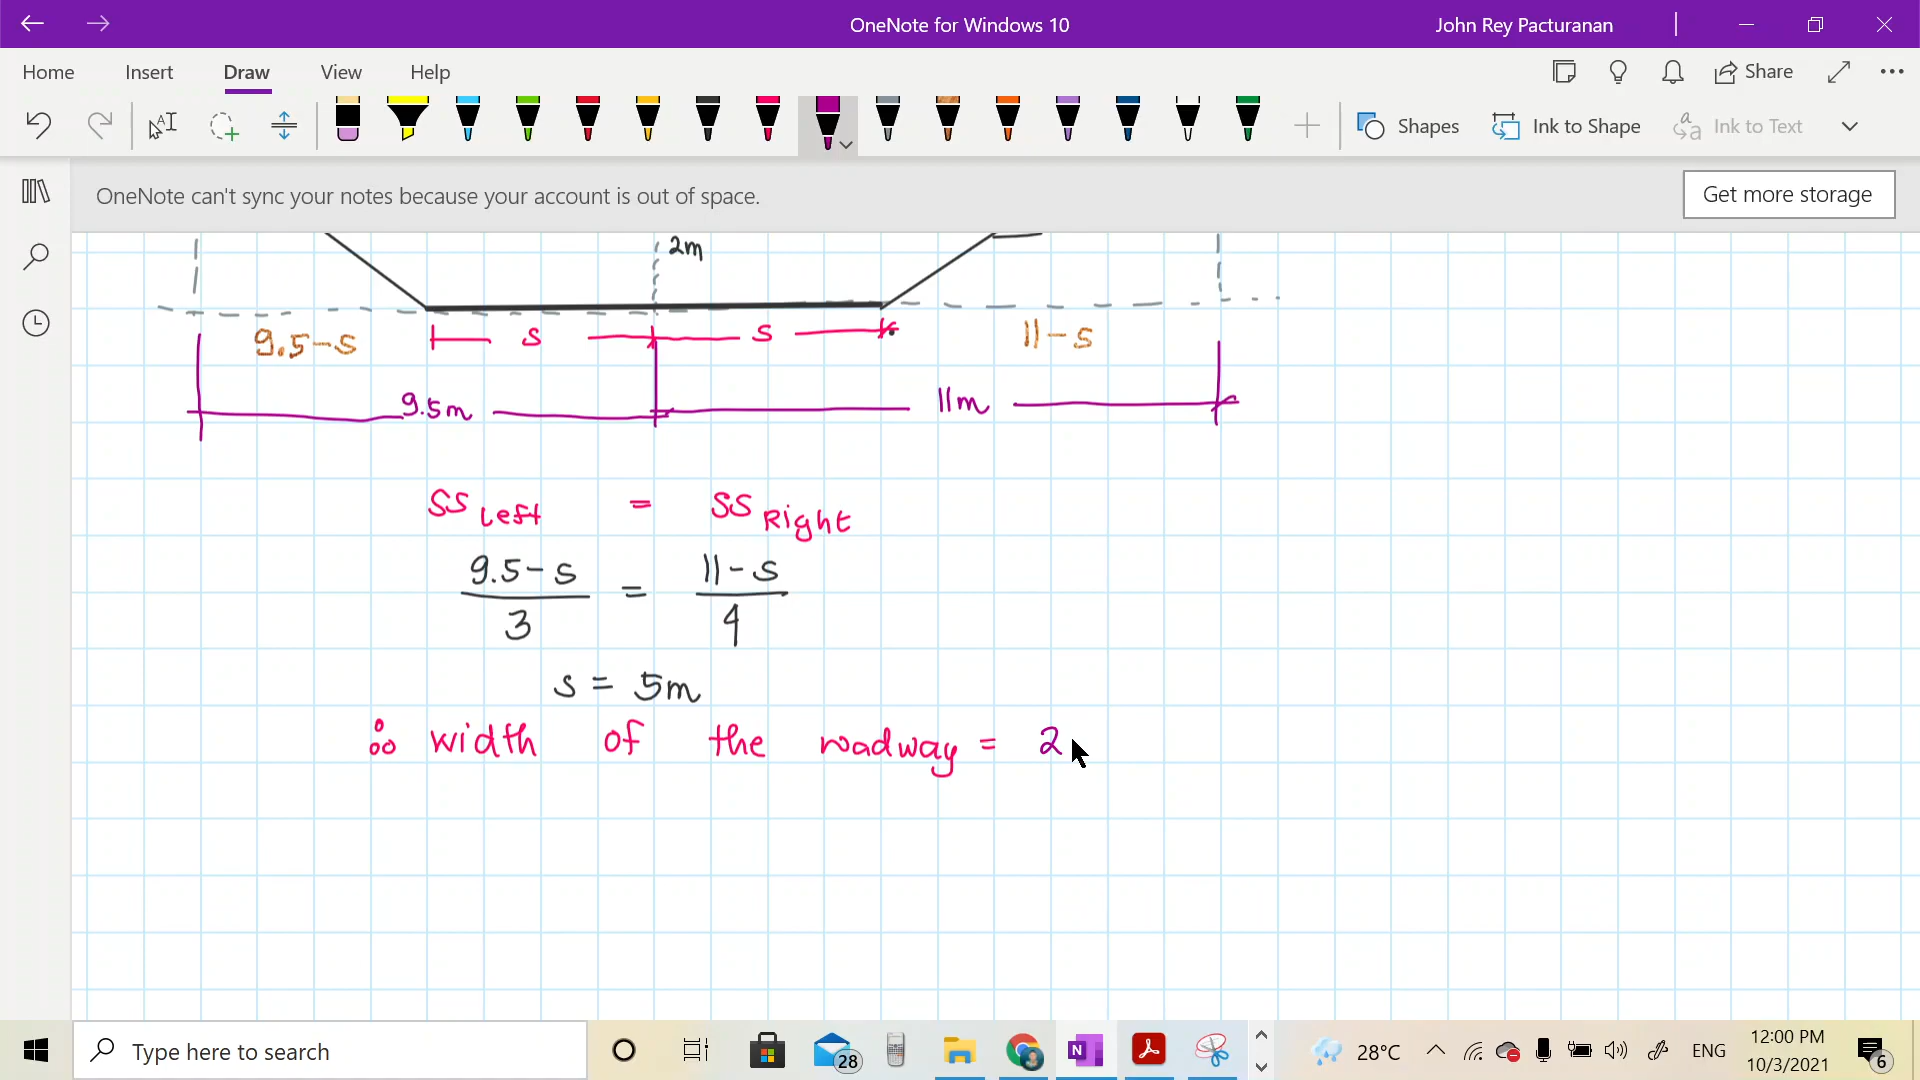 OneNote for Windows 10
John Rey Pacturanan
Home Insert Draw View Help
Share
Shapes Ink to Shape Ink to Text
OneNote can't sync your notes because your account is out of space.
Get more storage
2m
9.5-s s s 11-s
9.5m 11m
SS Left = SS Right
9.5-s = 11-s
3 4
s = 5m
∴ width of the roadway = 2
Type here to search
28
28°C
ENG
12:00 PM
10/3/2021
6